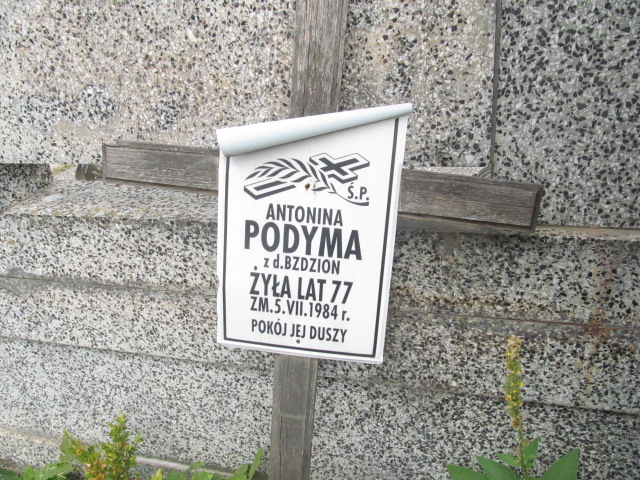 Ś.P.
ANTONINA
PODYMA
z d.BZDZION
ŻYŁA LAT 77
ZM.5.VII.1984 r.
POKÓJ JEJ DUSZY